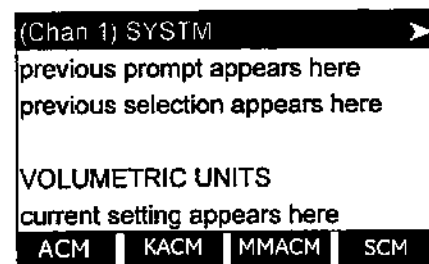 (Chan 1) SYSTM
previous prompt appears here
previous selection appears here
VOLUMETRIC UNITS
current setting appears here
ACM KACM MMACM SCM